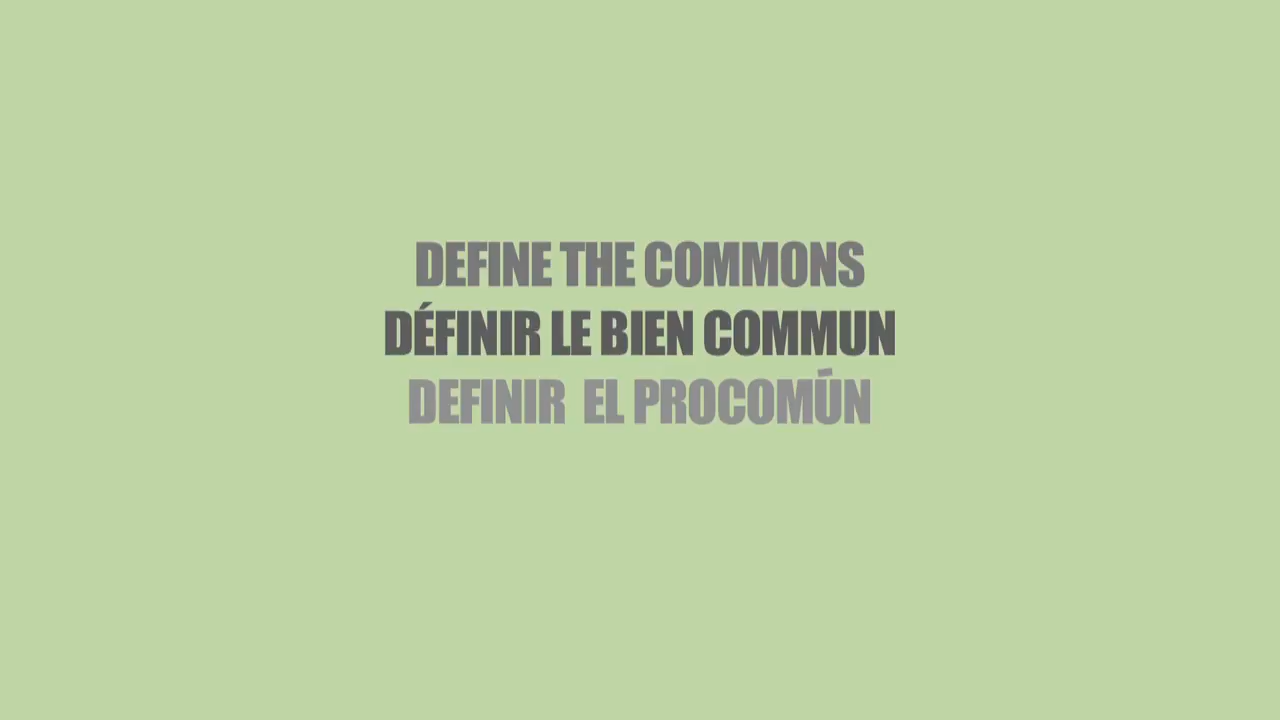 DEFINE THE COMMONS
DÉFINIR LE BIEN COMMUN
DEFINIR EL PROCOMÚN